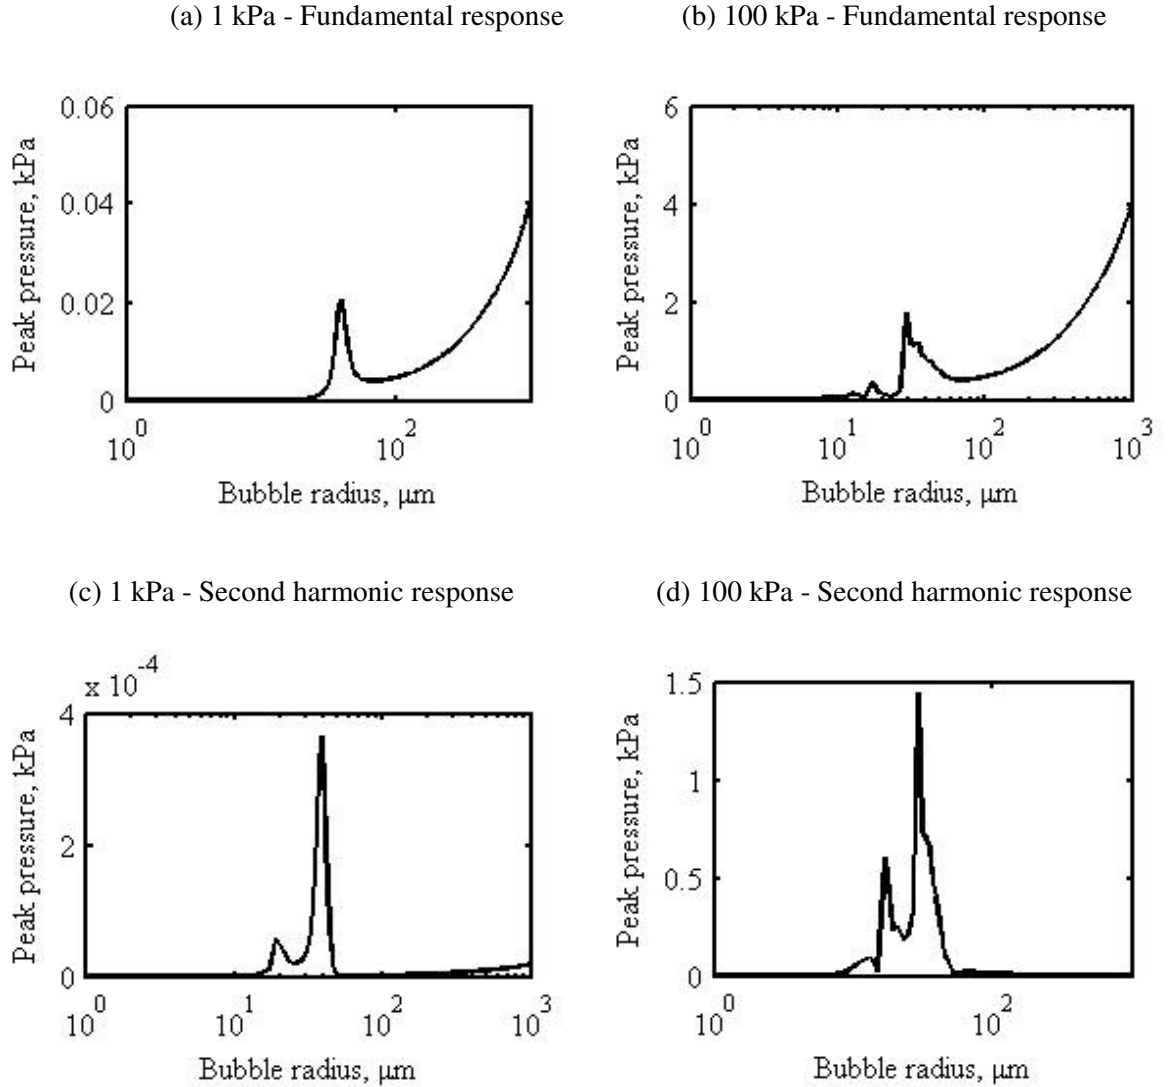 (a) 1 kPa - Fundamental response
(b) 100 kPa - Fundamental response
Peak pressure, kPa
0.06
0.04
0.02
0
10^0
10^2
Bubble radius, μm
Peak pressure, kPa
6
4
2
0
10^0
10^1
10^2
10^3
Bubble radius, μm
(c) 1 kPa - Second harmonic response
(d) 100 kPa - Second harmonic response
x 10^-4
Peak pressure, kPa
4
2
0
10^0
10^1
10^2
10^3
Bubble radius, μm
Peak pressure, kPa
1.5
1
0.5
0
10^0
10^2
Bubble radius, μm